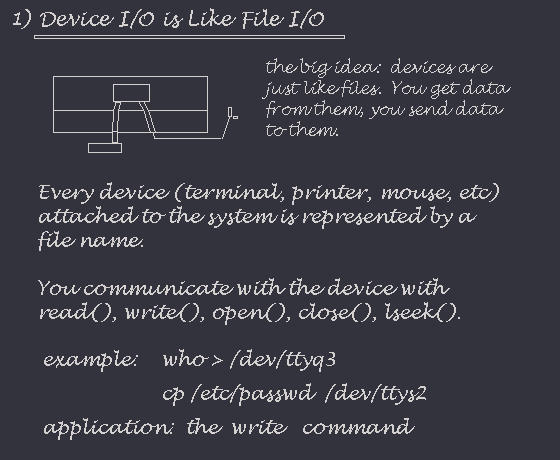 1) Device I/O is Like File I/O
the big idea: devices are
just like files. You get data
from them, you send data
to them.
Every device (terminal, printer, mouse, etc)
attached to the system is represented by a
file name.
You communicate with the device with
read(), write(), open(), close(), lseek().
example: who > /dev/ttyq3
cp /etc/passwd /dev/ttys2
application: the write command